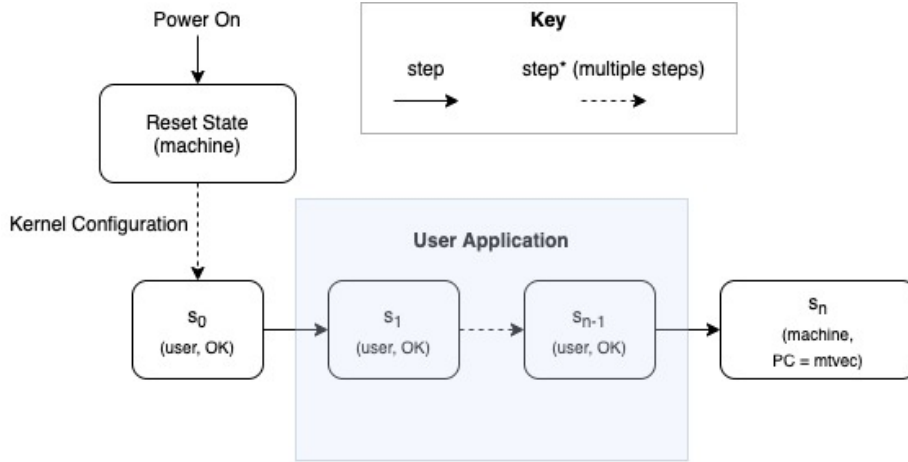 Power On
Key
step
step* (multiple steps)
Reset State
(machine)
Kernel Configuration
User Application
s0
(user, OK)
s1
(user, OK)
sn-1
(user, OK)
sn
(machine,
PC = mtvec)